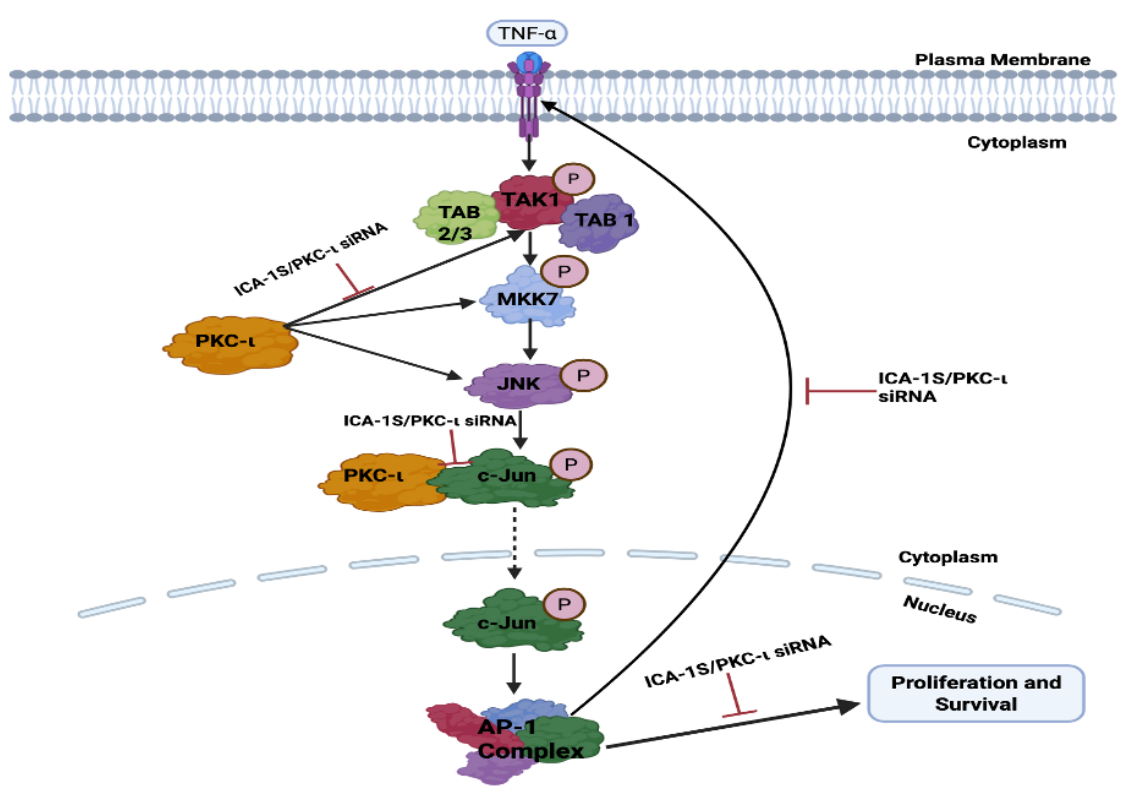 TNF-α
Plasma Membrane
Cytoplasm
P
TAK1
TAB
2/3
TAB 1
ICA-1S/PKC-ι siRNA
P
MKK7
PKC-ι
P
JNK
ICA-1S/PKC-ι
siRNA
ICA-1S/PKC-ι siRNA
P
PKC-ι
c-Jun
Cytoplasm
Nucleus
P
c-Jun
ICA-1S/PKC-ι siRNA
Proliferation and
Survival
AP-1
Complex